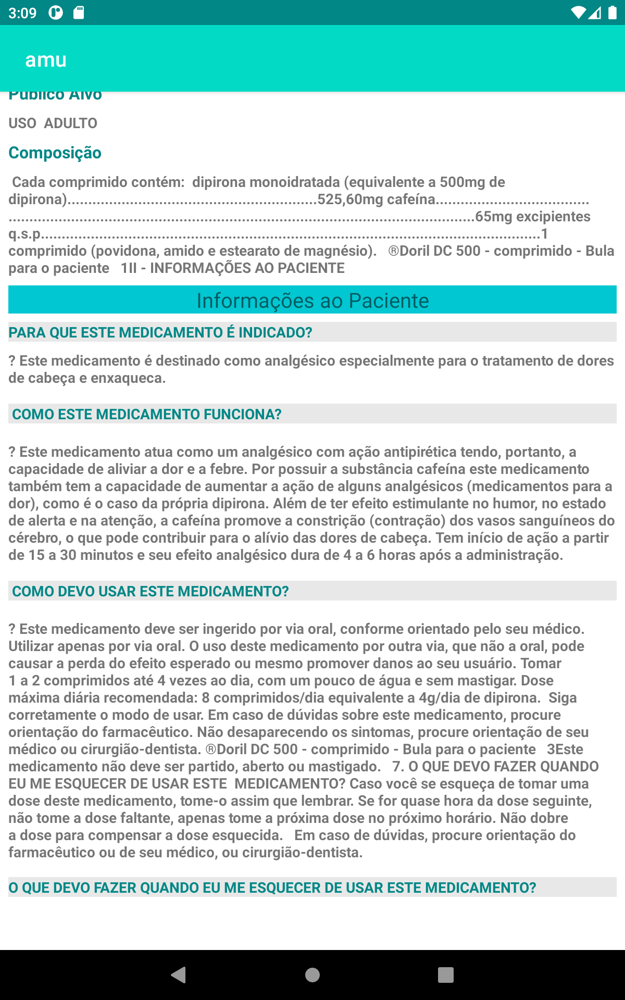 3:09
amu
Público Alvo
USO  ADULTO
Composição
Cada comprimido contém:  dipirona monoidratada (equivalente a 500mg de
dipirona)............................................................525,60mg cafeína.....................................
................................................................................................................65mg excipientes
q.s.p........................................................................................................................1
comprimido (povidona, amido e estearato de magnésio).   ®Doril DC 500 - comprimido - Bula
para o paciente   1II - INFORMAÇÕES AO PACIENTE
Informações ao Paciente
PARA QUE ESTE MEDICAMENTO É INDICADO?
? Este medicamento é destinado como analgésico especialmente para o tratamento de dores
de cabeça e enxaqueca.
COMO ESTE MEDICAMENTO FUNCIONA?
? Este medicamento atua como um analgésico com ação antipirética tendo, portanto, a
capacidade de aliviar a dor e a febre. Por possuir a substância cafeína este medicamento
também tem a capacidade de aumentar a ação de alguns analgésicos (medicamentos para a
dor), como é o caso da própria dipirona. Além de ter efeito estimulante no humor, no estado
de alerta e na atenção, a cafeína promove a constrição (contração) dos vasos sanguíneos do
cérebro, o que pode contribuir para o alívio das dores de cabeça. Tem início de ação a partir
de 15 a 30 minutos e seu efeito analgésico dura de 4 a 6 horas após a administração.
COMO DEVO USAR ESTE MEDICAMENTO?
? Este medicamento deve ser ingerido por via oral, conforme orientado pelo seu médico.
Utilizar apenas por via oral. O uso deste medicamento por outra via, que não a oral, pode
causar a perda do efeito esperado ou mesmo promover danos ao seu usuário. Tomar
1 a 2 comprimidos até 4 vezes ao dia, com um pouco de água e sem mastigar. Dose
máxima diária recomendada: 8 comprimidos/dia equivalente a 4g/dia de dipirona.  Siga
corretamente o modo de usar. Em caso de dúvidas sobre este medicamento, procure
orientação do farmacêutico. Não desaparecendo os sintomas, procure orientação de seu
médico ou cirurgião-dentista. ®Doril DC 500 - comprimido - Bula para o paciente   3Este
medicamento não deve ser partido, aberto ou mastigado.   7. O QUE DEVO FAZER QUANDO
EU ME ESQUECER DE USAR ESTE  MEDICAMENTO? Caso você se esqueça de tomar uma
dose deste medicamento, tome-o assim que lembrar. Se for quase hora da dose seguinte,
não tome a dose faltante, apenas tome a próxima dose no próximo horário. Não dobre
a dose para compensar a dose esquecida.   Em caso de dúvidas, procure orientação do
farmacêutico ou de seu médico, ou cirurgião-dentista.
O QUE DEVO FAZER QUANDO EU ME ESQUECER DE USAR ESTE MEDICAMENTO?